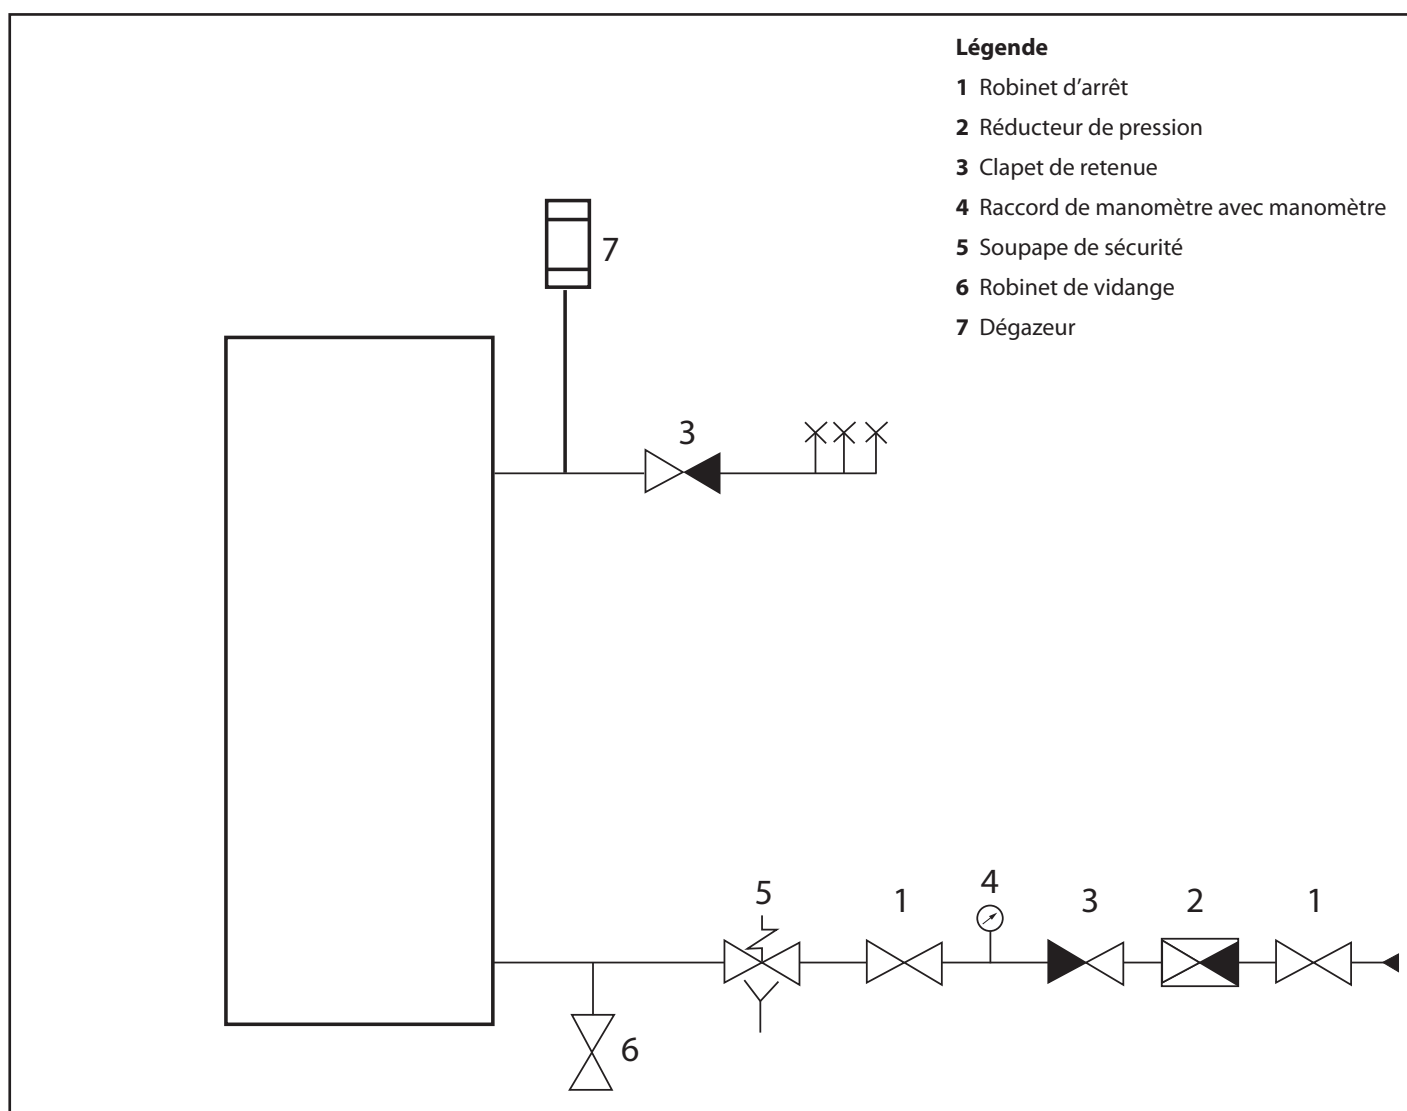 Légende
1 Robinet d'arrêt
2 Réducteur de pression
3 Clapet de retenue
4 Raccord de manomètre avec manomètre
5 Soupape de sécurité
6 Robinet de vidange
7 Dégazeur
7
3
5
1
4
3
2
1
6